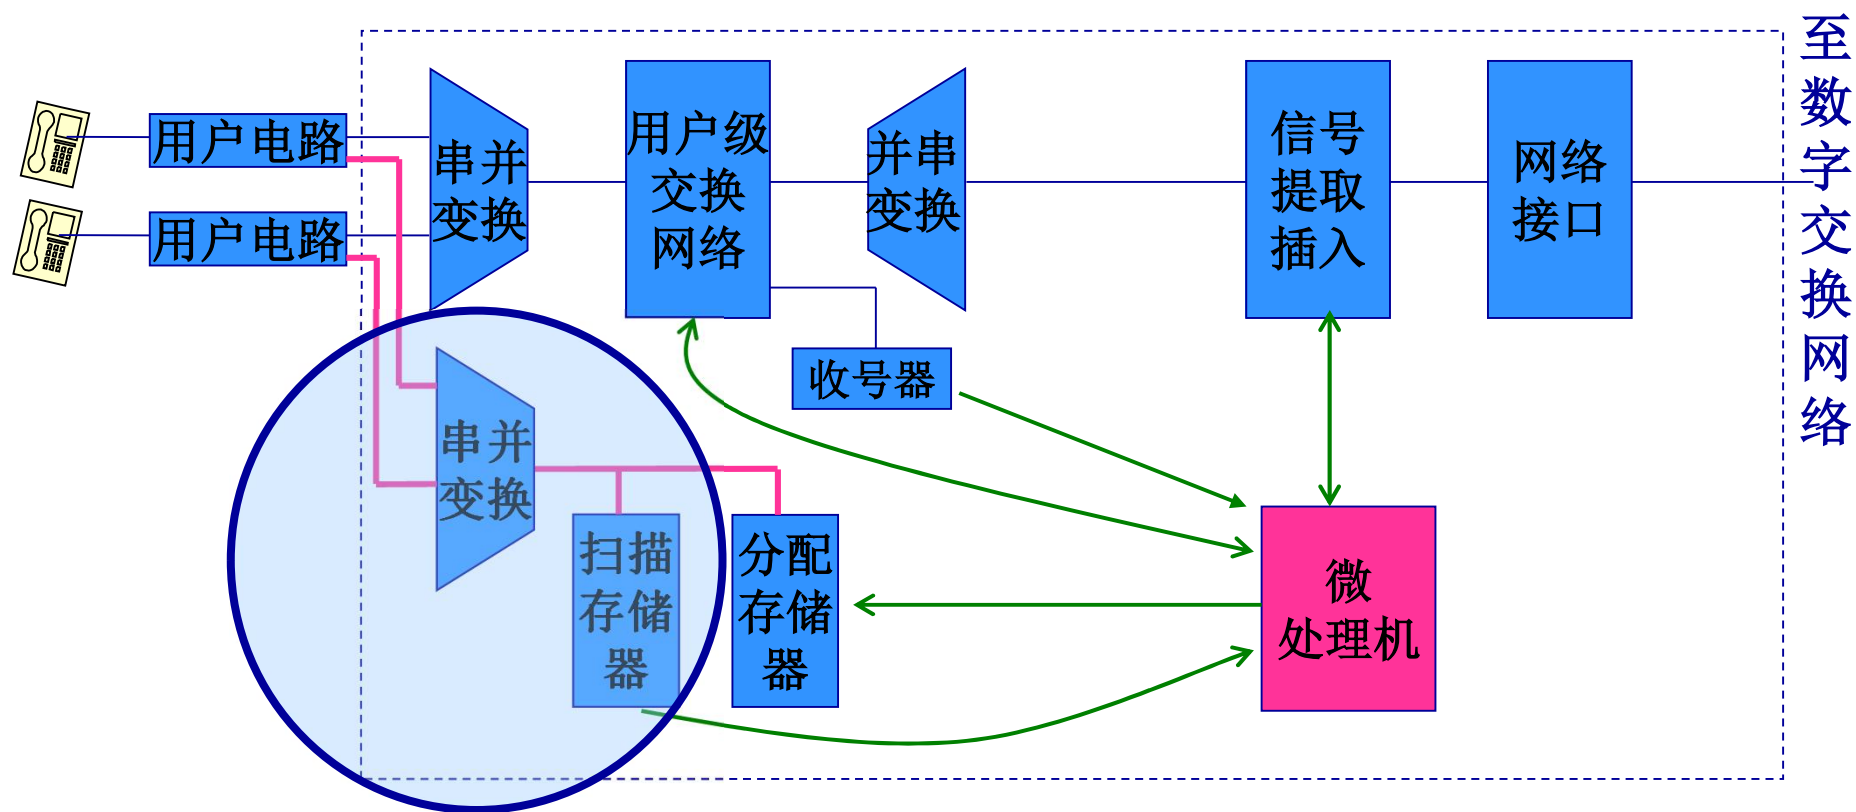 用户电路
用户电路
串并
变换
用户级
交换
网络
并串
变换
信号
提取
插入
网络
接口
至
数
字
交
换
网
络
收号器
串并
变换
扫描
存储
器
分配
存储
器
微
处理机